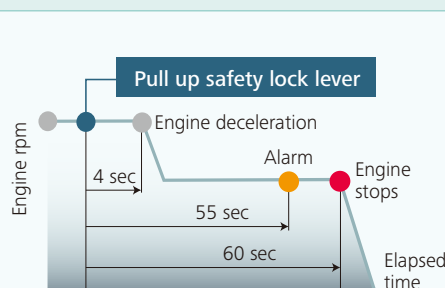 Pull up safety lock lever
Engine deceleration
Engine rpm
Alarm
Engine
stops
4 sec
55 sec
60 sec
Elapsed
time